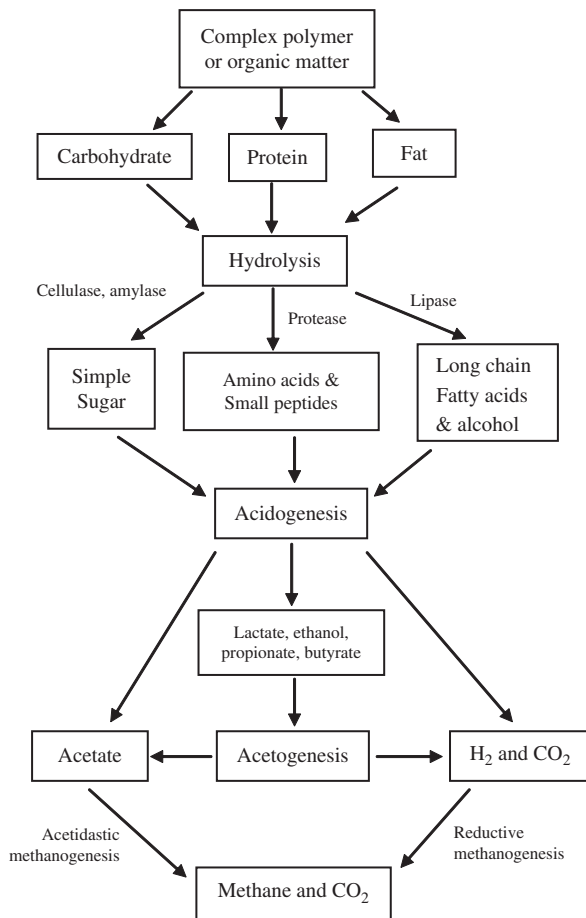 Complex polymer
or organic matter
Carbohydrate
Protein
Fat
Hydrolysis
Cellulase, amylase
Protease
Lipase
Simple
Sugar
Amino acids &
Small peptides
Long chain
Fatty acids
& alcohol
Acidogenesis
Lactate, ethanol,
propionate, butyrate
Acetate
Acetogenesis
H₂ and CO₂
Acetidastic
methanogenesis
Reductive
methanogenesis
Methane and CO₂